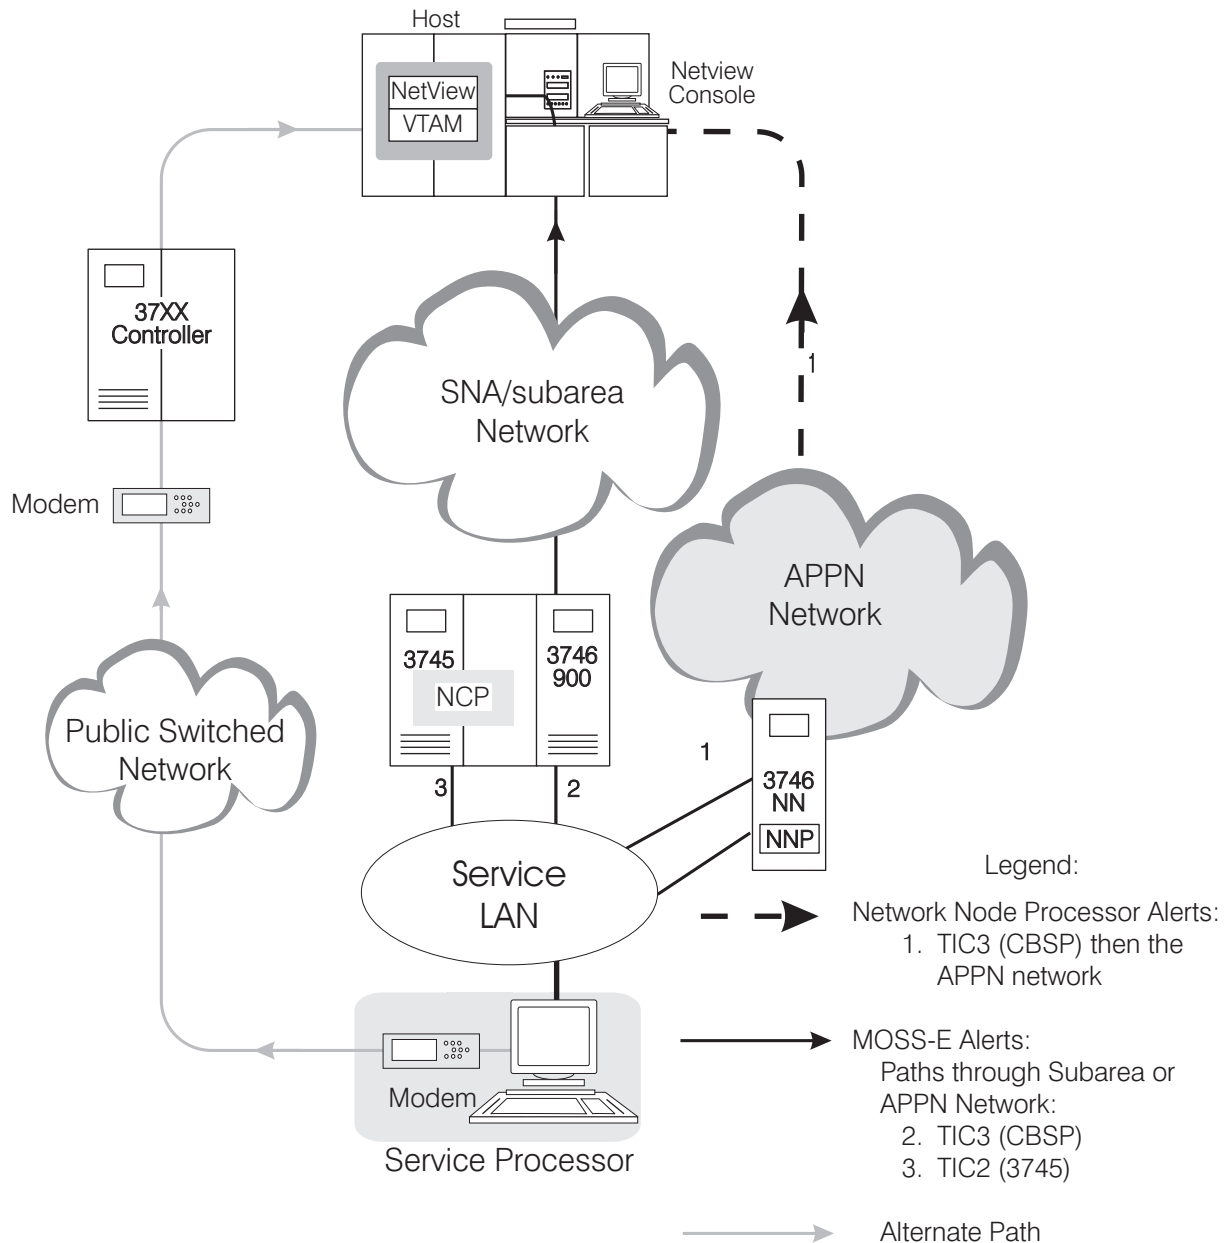 Host
NetView
VTAM
Netview
Console
37XX
Controller
1
SNA/subarea
Network
Modem
APPN
Network
3745
NCP
3746
900
Public Switched
Network
3
2
1
3746
NN
NNP
Service
LAN
Modem
Service Processor
Legend:
Network Node Processor Alerts:
1. TIC3 (CBSP) then the
APPN network
MOSS-E Alerts:
Paths through Subarea or
APPN Network:
2. TIC3 (CBSP)
3. TIC2 (3745)
Alternate Path